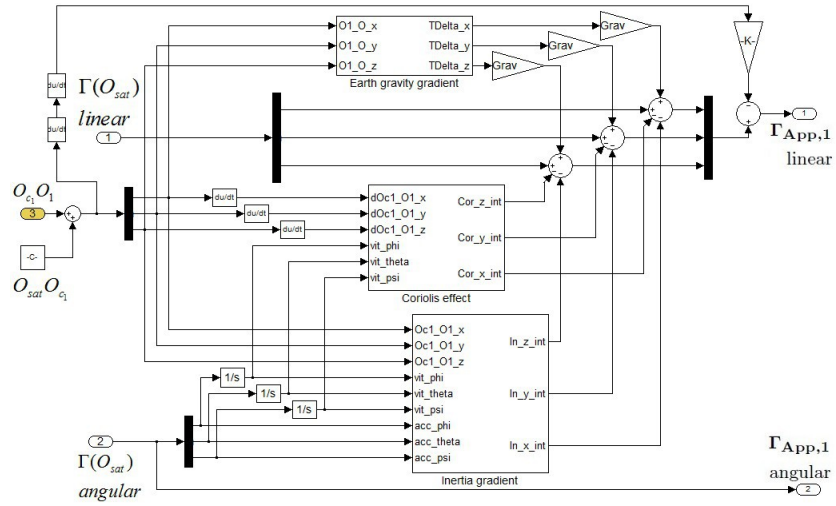 O1_O_x
O1_O_y
O1_O_z
TDelta_x
TDelta_y
TDelta_z
Grav
Grav
Grav
-K-
Earth gravity gradient
du/dt
du/dt
Γ(O_sat)
linear
1
1
Γ_App,1
linear
O_c1 O_1
3
-C-
O_sat O_c1
du/dt
du/dt
du/dt
dOc1_O1_x
dOc1_O1_y
dOc1_O1_z
vit_phi
vit_theta
vit_psi
Cor_z_int
Cor_y_int
Cor_x_int
Coriolis effect
Oc1_O1_x
Oc1_O1_y
Oc1_O1_z
vit_phi
vit_theta
vit_psi
acc_phi
acc_theta
acc_psi
In_z_int
In_y_int
In_x_int
Inertia gradient
1/s
1/s
1/s
2
Γ(O_sat)
angular
Γ_App,1
angular
2